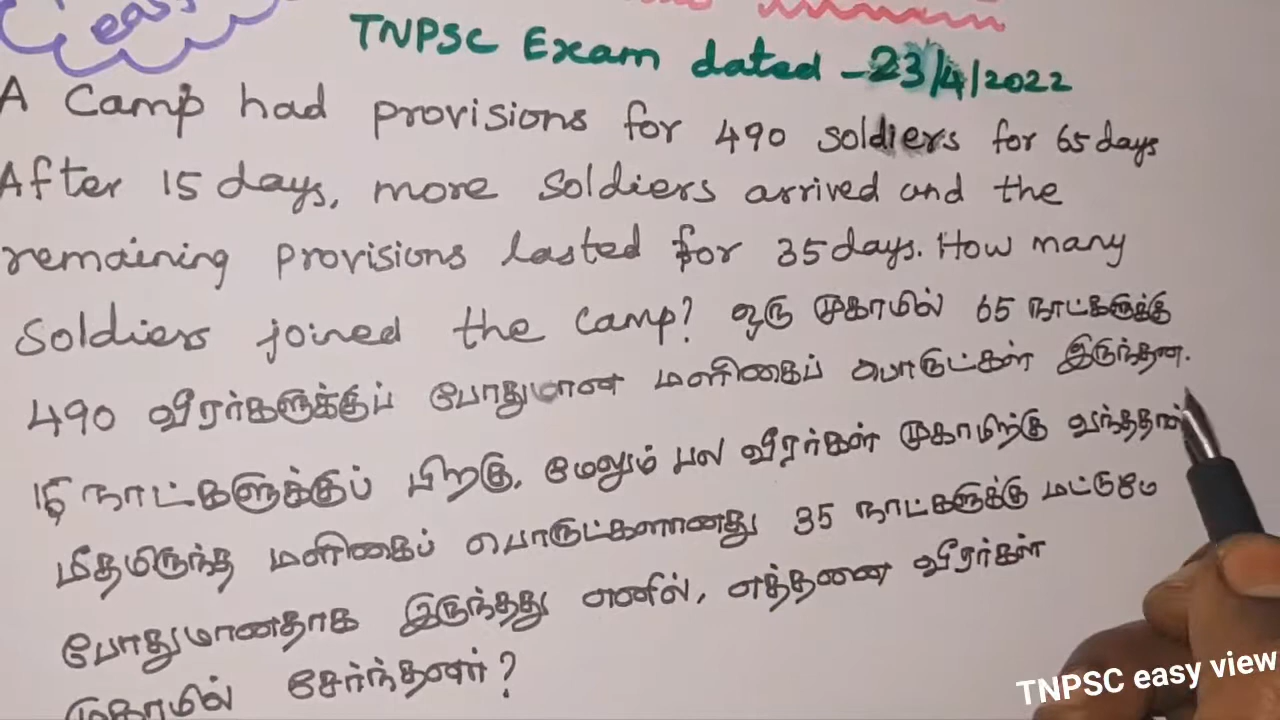 easy
TNPSC Exam dated - 23/4/2022
A Camp had provisions for 490 soldiers for 65 days
After 15 days, more soldiers arrived and the
remaining provisions lasted for 35 days. How many
soldiers joined the camp? ஒரு முகாமில் 65 நாட்களுக்கு
490 வீரர்களுக்குப் போதுமான மளிகைப் பொருட்கள் இருந்தன.
15 நாட்களுக்குப் பிறகு, மேலும் பல வீரர்கள் முகாமிற்கு வந்ததால்
மீதமிருந்த மளிகைப் பொருட்களானது 35 நாட்களுக்கு மட்டுமே
போதுமானதாக இருந்தது எனில், எத்தனை வீரர்கள்
முகாமில் சேர்ந்தனர்?
TNPSC easy view